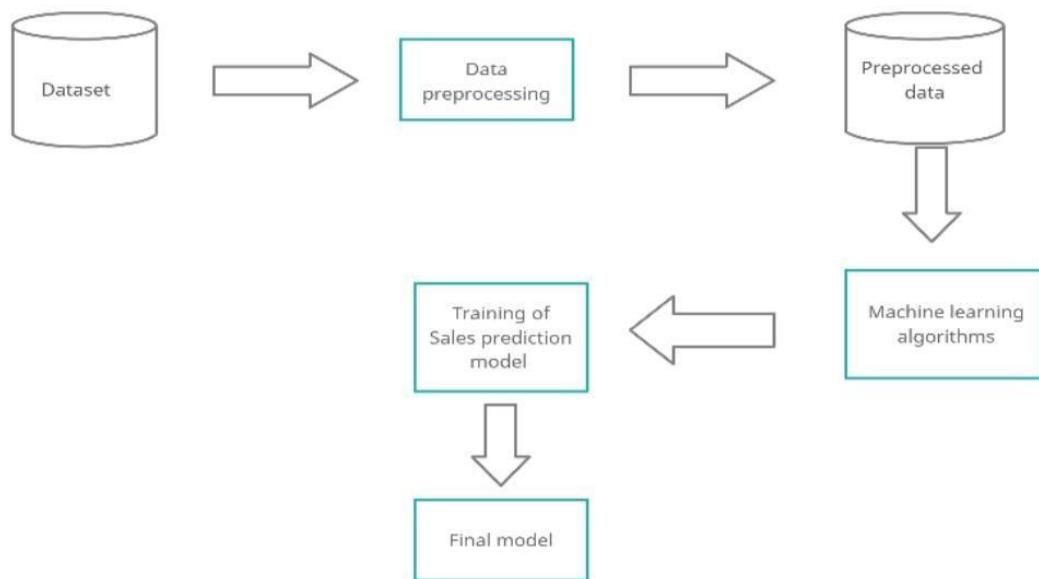 Dataset
Data
preprocessing
Preprocessed
data
Machine learning
algorithms
Training of
Sales prediction
model
Final model